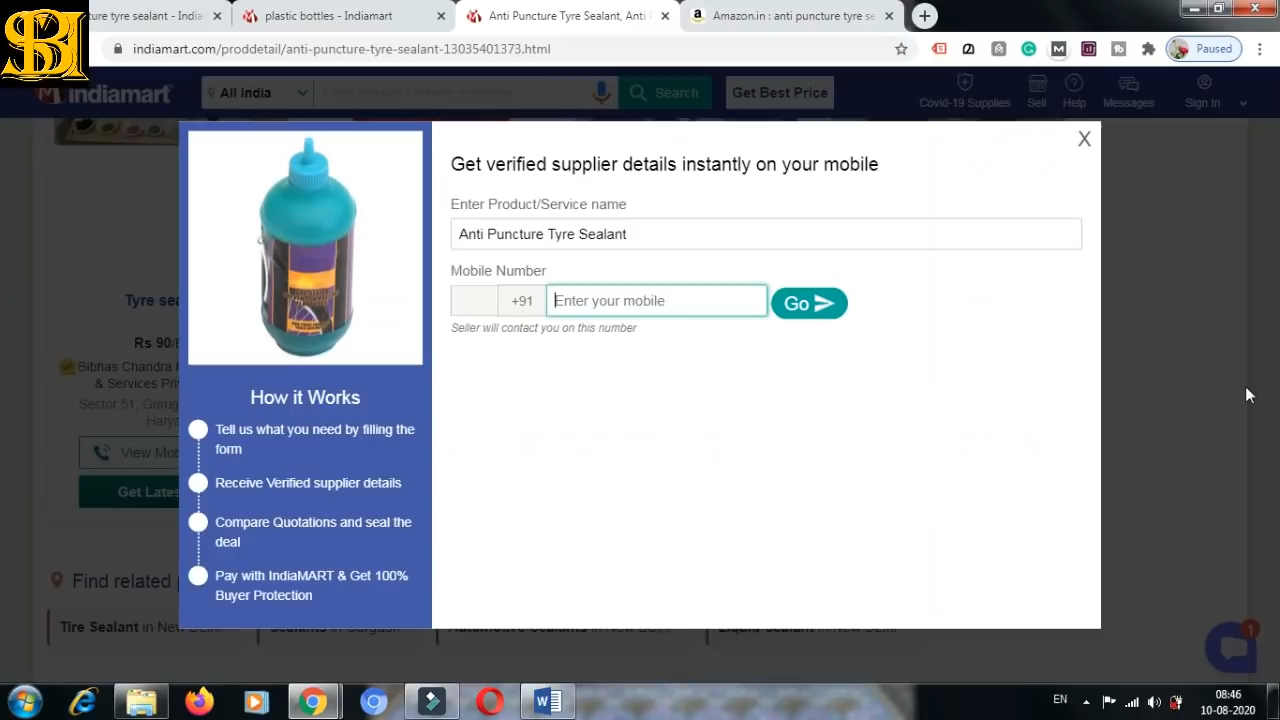 ture tyre sealant - India
plastic bottles - Indiamart
Anti Puncture Tyre Sealant, Anti
Amazon.in : anti puncture tyre se
indiamart.com/proddetail/anti-puncture-tyre-sealant-13035401373.html
Paused
indiamart
All India
Search
Get Best Price
Covid-19 Supplies
Sell
Help
Messages
Sign In
X
Get verified supplier details instantly on your mobile
Enter Product/Service name
Anti Puncture Tyre Sealant
Mobile Number
+91
Enter your mobile
Go
Seller will contact you on this number
Tyre sea
Rs 90/
Bibhas Chandra
& Services Pri
Sector 51, Gurug
Harya
View Mob
Get Lates
How it Works
Tell us what you need by filling the
form
Receive Verified supplier details
Compare Quotations and seal the
deal
Pay with IndiaMART & Get 100%
Buyer Protection
Find related
Tire Sealant in New Delhi
Sealants in Gurgaon
Automotive Sealants in New Delhi
Liquid Sealant in New Delhi
1
EN
08:46
10-08-2020